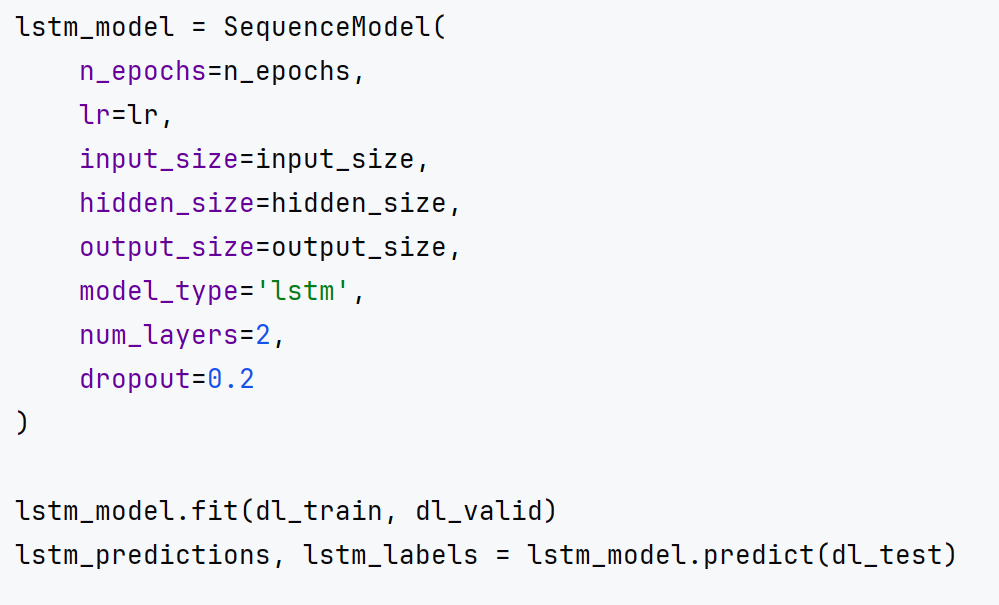 lstm_model = SequenceModel(
    n_epochs=n_epochs,
    lr=lr,
    input_size=input_size,
    hidden_size=hidden_size,
    output_size=output_size,
    model_type='lstm',
    num_layers=2,
    dropout=0.2
)
lstm_model.fit(dl_train, dl_valid)
lstm_predictions, lstm_labels = lstm_model.predict(dl_test)